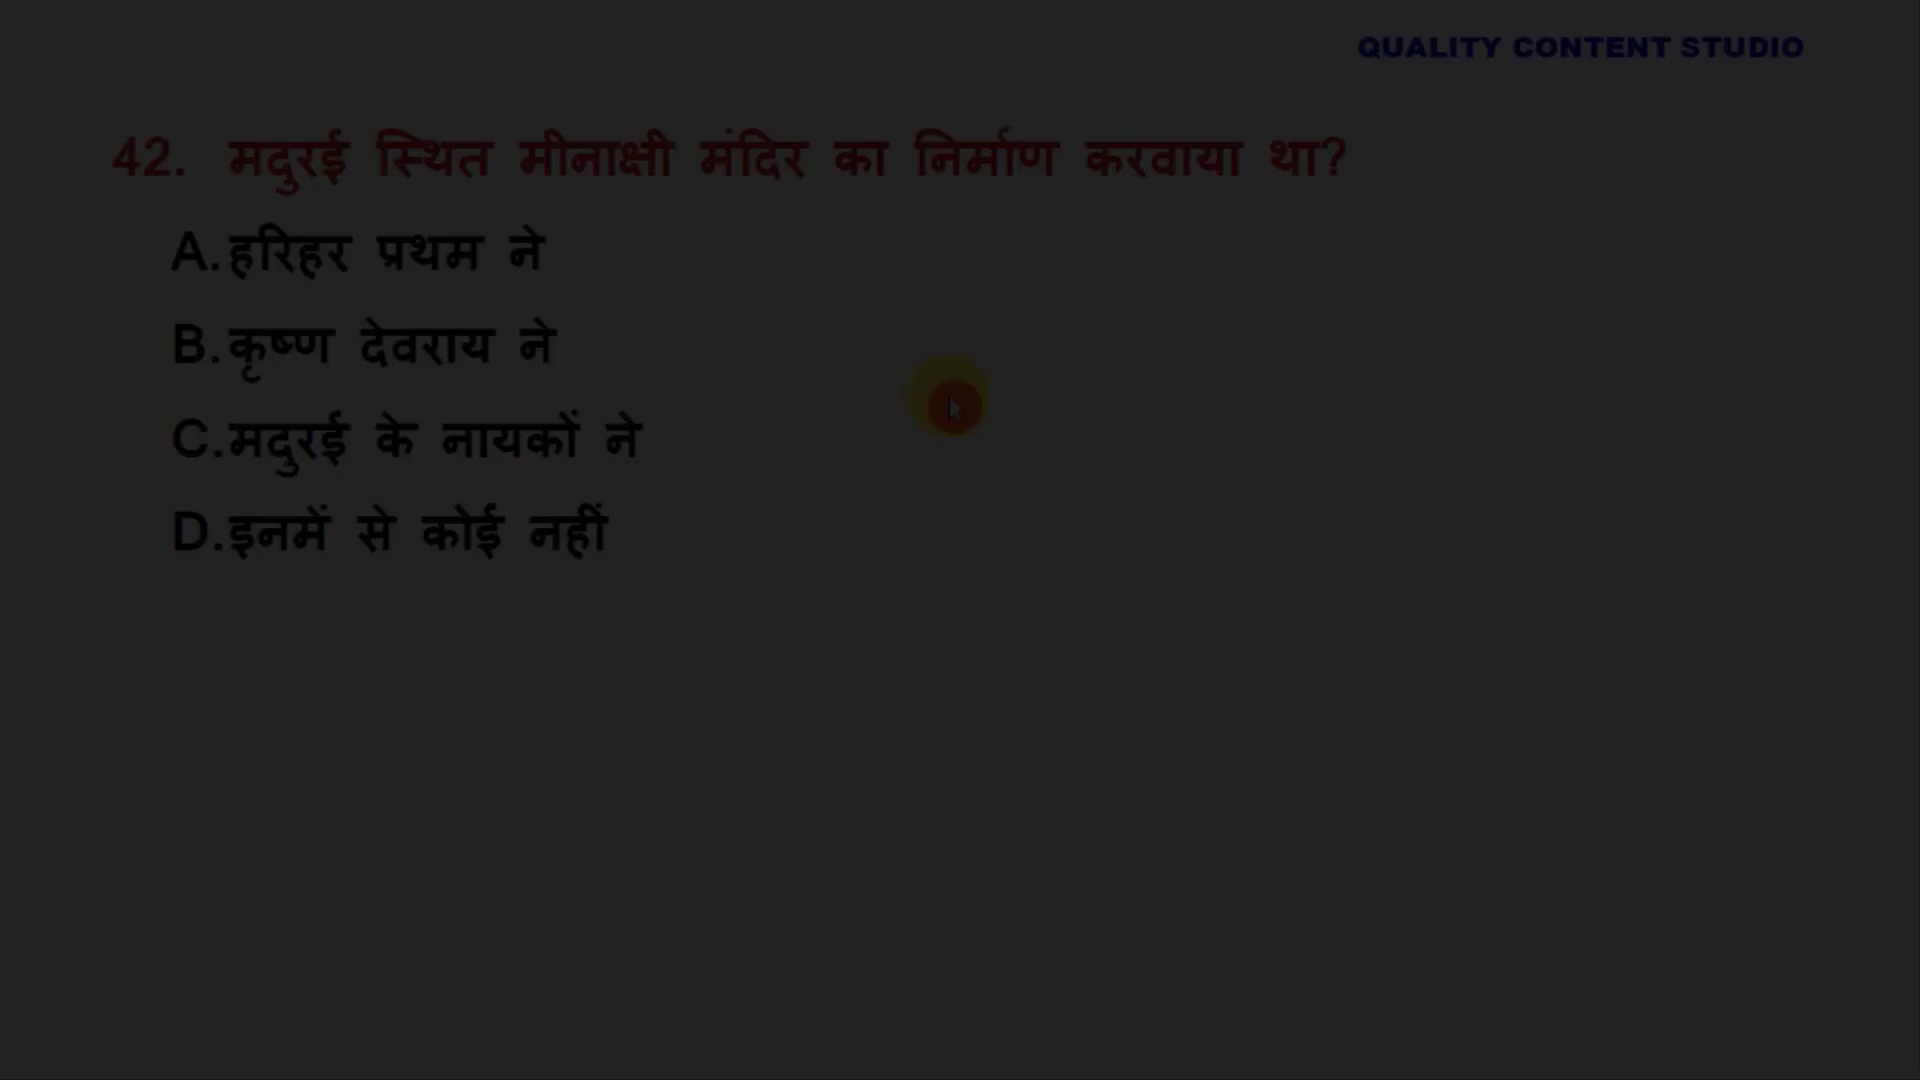 QUALITY CONTENT STUDIO
42. मदुरई स्थित मीनाक्षी मंदिर का निर्माण करवाया था?
A.हरिहर प्रथम ने
B.कृष्ण देवराय ने
C.मदुरई के नायकों ने
D.इनमें से कोई नहीं